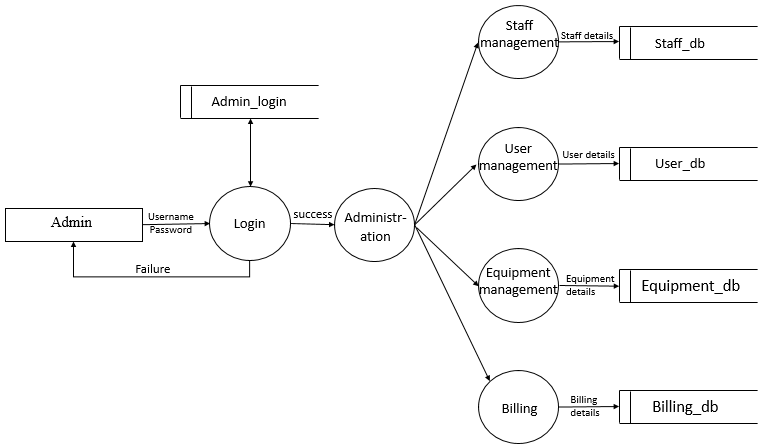 Staff
management
Staff details
Staff_db
Admin_login
User
management
User details
User_db
Admin
Username
Password
Login
success
Administr-
ation
Failure
Equipment
management
Equipment
details
Equipment_db
Billing
Billing
details
Billing_db